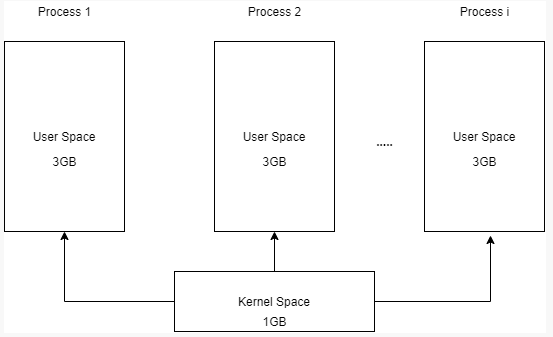 Process 1
Process 2
Process i
User Space
3GB
User Space
3GB
.....
User Space
3GB
Kernel Space
1GB